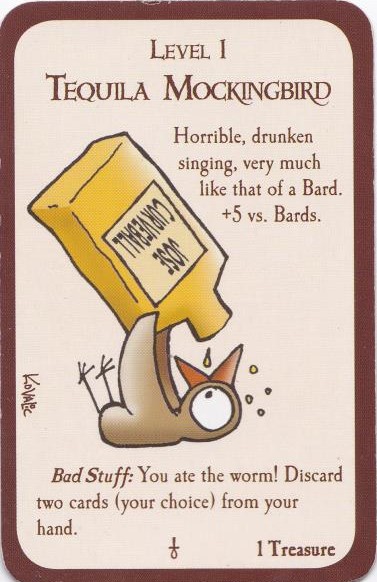 LEVEL 1
TEQUILA MOCKINGBIRD
Horrible, drunken
singing, very much
like that of a Bard.
+5 vs. Bards.
JOSE
KOVALIC
Bad Stuff: You ate the worm! Discard
two cards (your choice) from your
hand.
1 Treasure